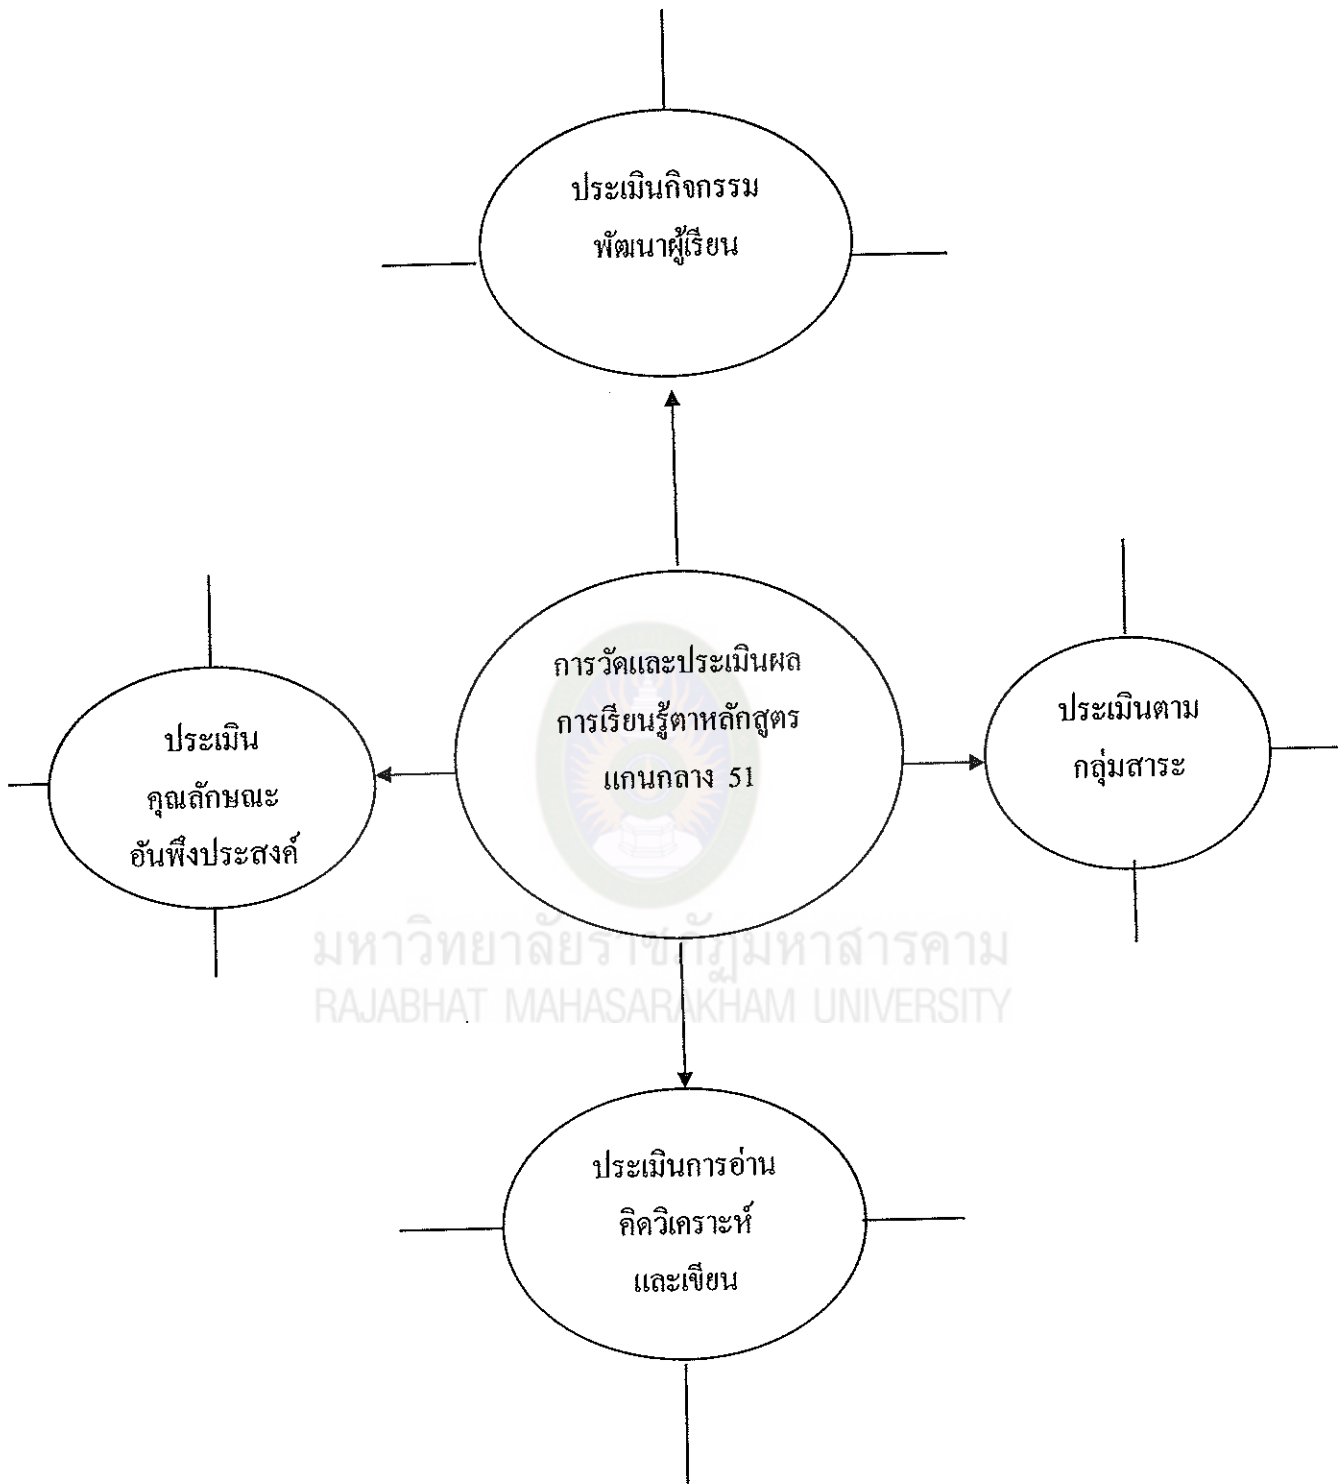 ประเมินกิจกรรม
พัฒนาผู้เรียน
การวัดและประเมินผล
การเรียนรู้ตาหลักสูตร
แกนกลาง 51
ประเมินตาม
กลุ่มสาระ
ประเมิน
คุณลักษณะ
อันพึงประสงค์
มหาวิทยาลัยราชภัฏมหาสารคาม
RAJABHAT MAHASARAKHAM UNIVERSITY
ประเมินการอ่าน
คิดวิเคราะห์
และเขียน